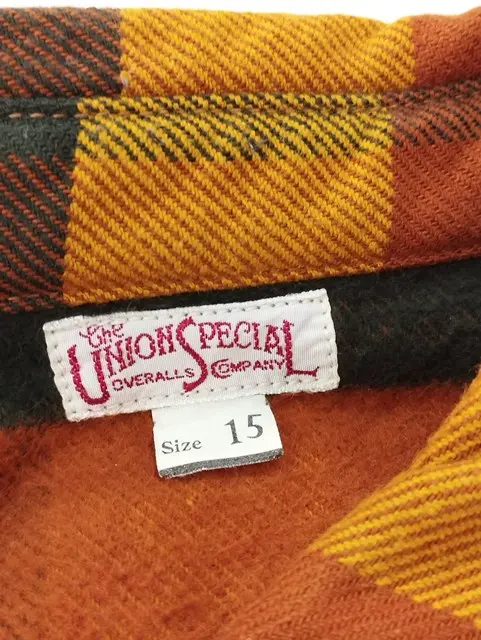 The
UNION SPECIAL
OVERALLS COMPANY
Size 15